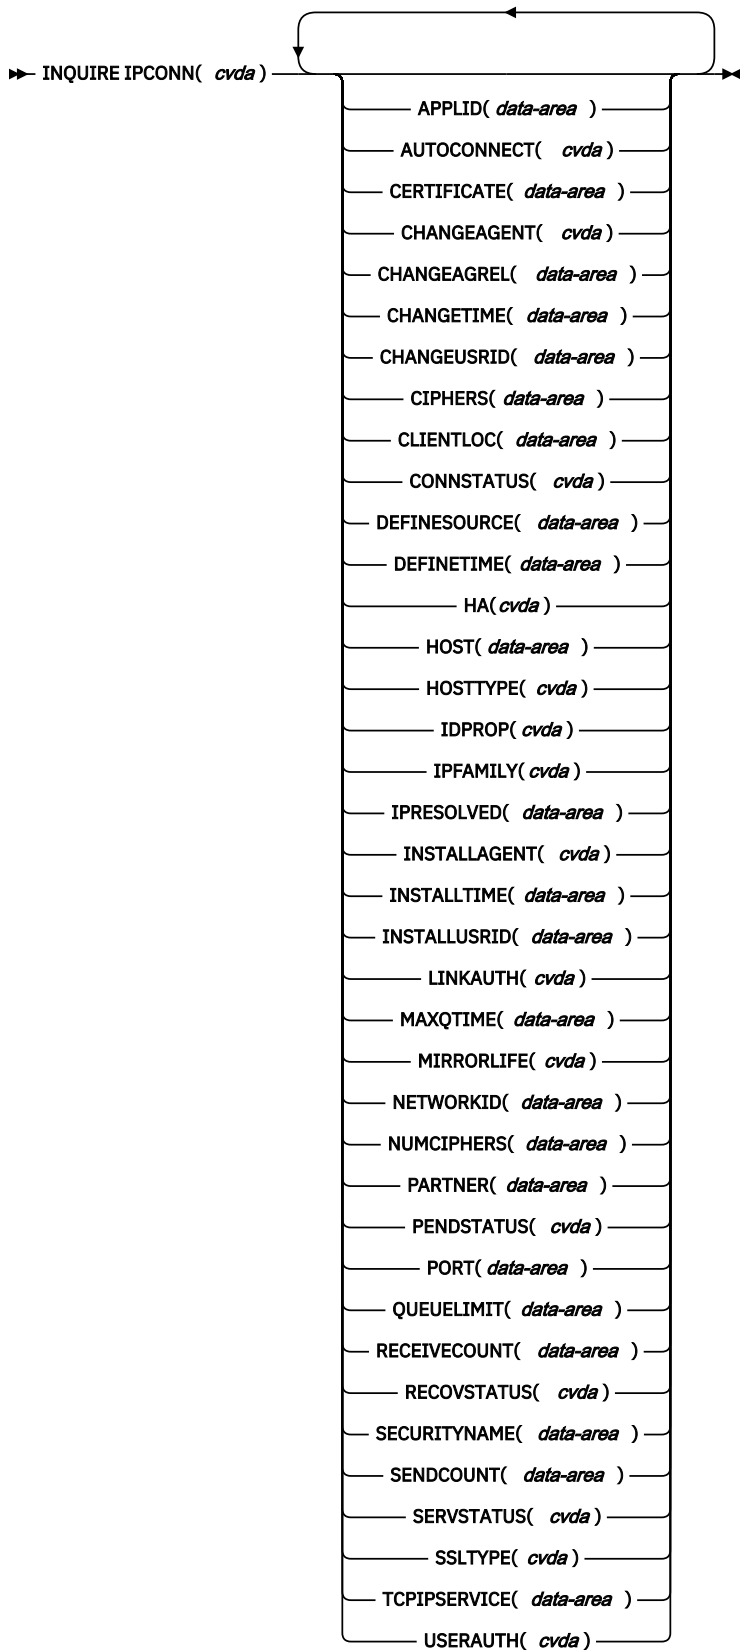 INQUIRE IPCONN( cvda )
APPLID( data-area )
AUTOCONNECT( cvda )
CERTIFICATE( data-area )
CHANGEAGENT( cvda )
CHANGEAGREL( data-area )
CHANGETIME( data-area )
CHANGEUSRID( data-area )
CIPHERS( data-area )
CLIENTLOC( data-area )
CONNSTATUS( cvda )
DEFINESOURCE( data-area )
DEFINETIME( data-area )
HA(cvda )
HOST( data-area )
HOSTTYPE( cvda )
IDPROP( cvda )
IPFAMILY( cvda )
IPRESOLVED( data-area )
INSTALLAGENT( cvda )
INSTALLTIME( data-area )
INSTALLUSRID( data-area )
LINKAUTH( cvda )
MAXQTIME( data-area )
MIRRORLIFE( cvda )
NETWORKID( data-area )
NUMCIPHERS( data-area )
PARTNER( data-area )
PENDSTATUS( cvda )
PORT( data-area )
QUEUELIMIT( data-area )
RECEIVECOUNT( data-area )
RECOVSTATUS( cvda )
SECURITYNAME( data-area )
SENDCOUNT( data-area )
SERVSTATUS( cvda )
SSLTYPE( cvda )
TCPIPSERVICE( data-area )
USERAUTH( cvda )